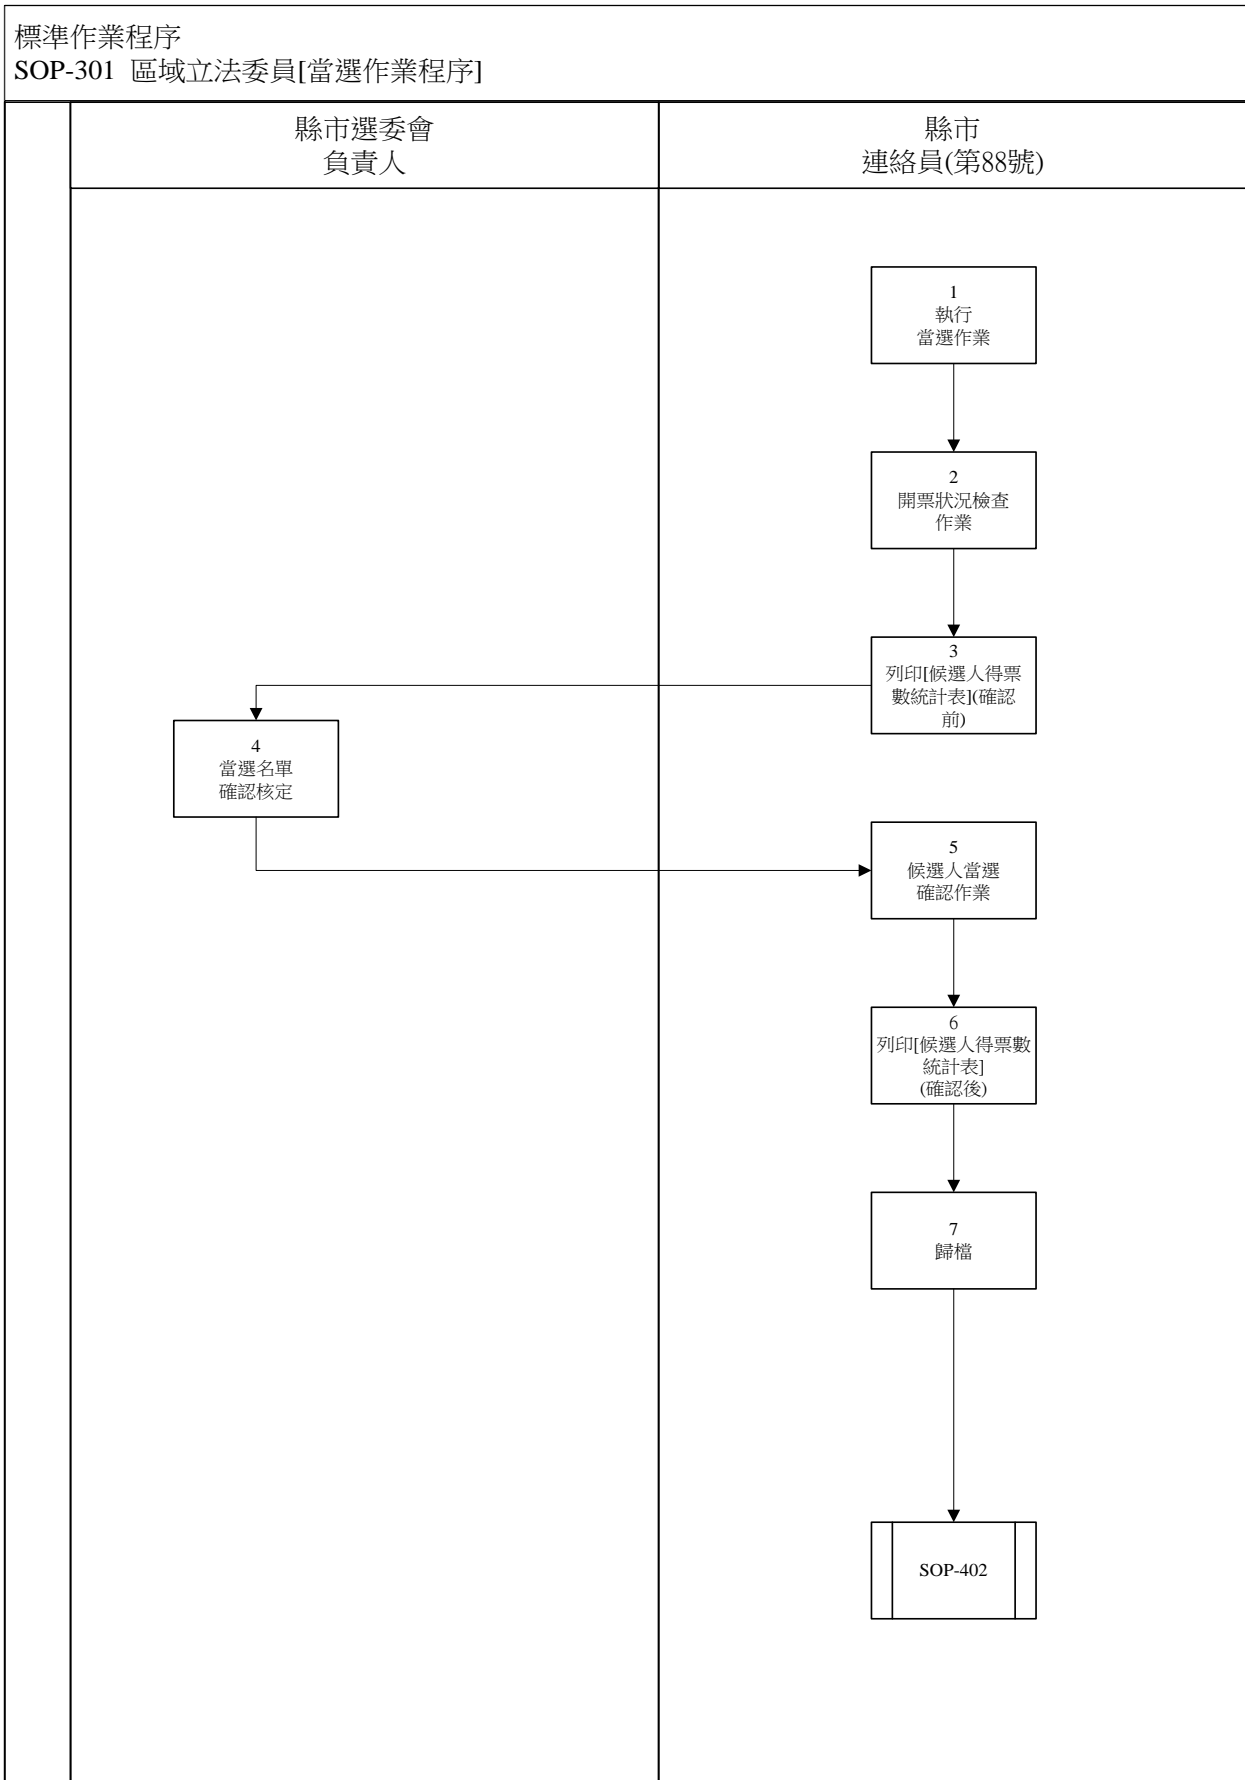 標準作業程序
SOP-301 區域立法委員[當選作業程序]
縣市選委會
負責人
縣市
連絡員(第88號)
1
執行
當選作業
2
開票狀況檢查
作業
3
列印[候選人得票
數統計表](確認
前)
4
當選名單
確認核定
5
候選人當選
確認作業
6
列印[候選人得票數
統計表]
(確認後)
7
歸檔
SOP-402